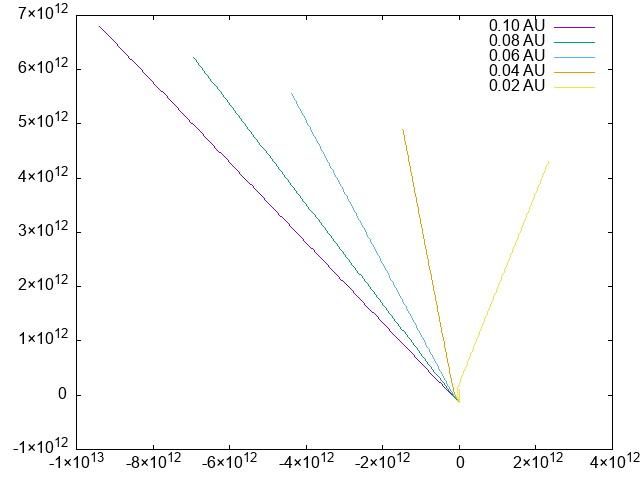 7×10¹²
6×10¹²
5×10¹²
4×10¹²
3×10¹²
2×10¹²
1×10¹²
0
-1×10¹²
-1×10¹³ -8×10¹² -6×10¹² -4×10¹² -2×10¹² 0 2×10¹² 4×10¹²
0.10 AU
0.08 AU
0.06 AU
0.04 AU
0.02 AU